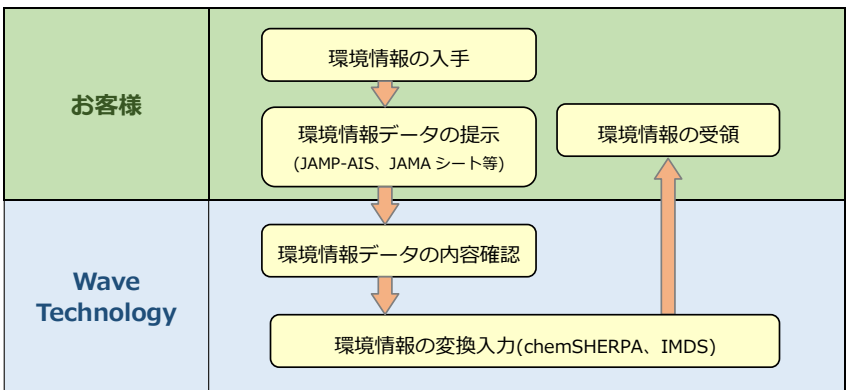 お客様
環境情報の入手
環境情報データの提示
(JAMP-AIS、JAMA シート等)
環境情報の受領
Wave
Technology
環境情報データの内容確認
環境情報の変換入力(chemSHERPA、IMDS)